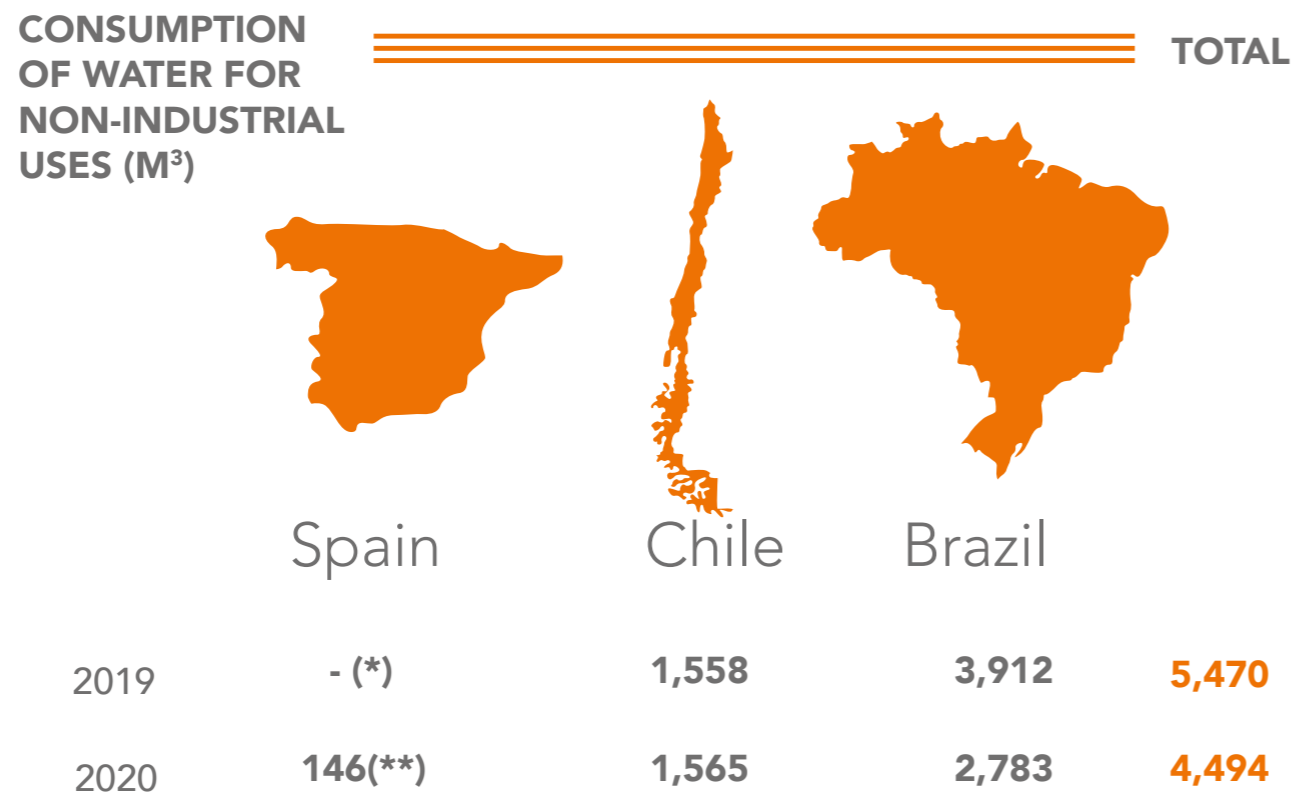 CONSUMPTION
OF WATER FOR
NON-INDUSTRIAL
USES (M³)
TOTAL
Spain Chile Brazil
2019 - (*) 1,558 3,912 5,470
2020 146(**) 1,565 2,783 4,494